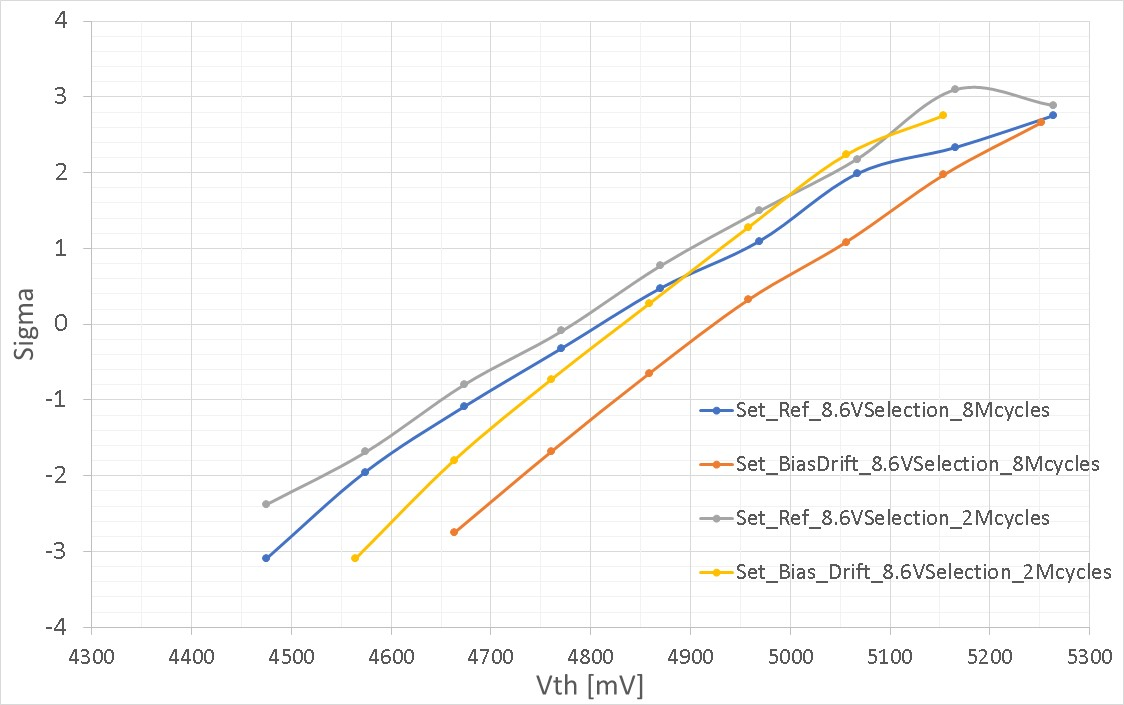 4
3
2
1
0
-1
-2
-3
-4
Sigma
Set_Ref_8.6VSelection_8Mcycles
Set_BiasDrift_8.6VSelection_8Mcycles
Set_Ref_8.6VSelection_2Mcycles
Set_Bias_Drift_8.6VSelection_2Mcycles
4300 4400 4500 4600 4700 4800 4900 5000 5100 5200 5300
Vth [mV]